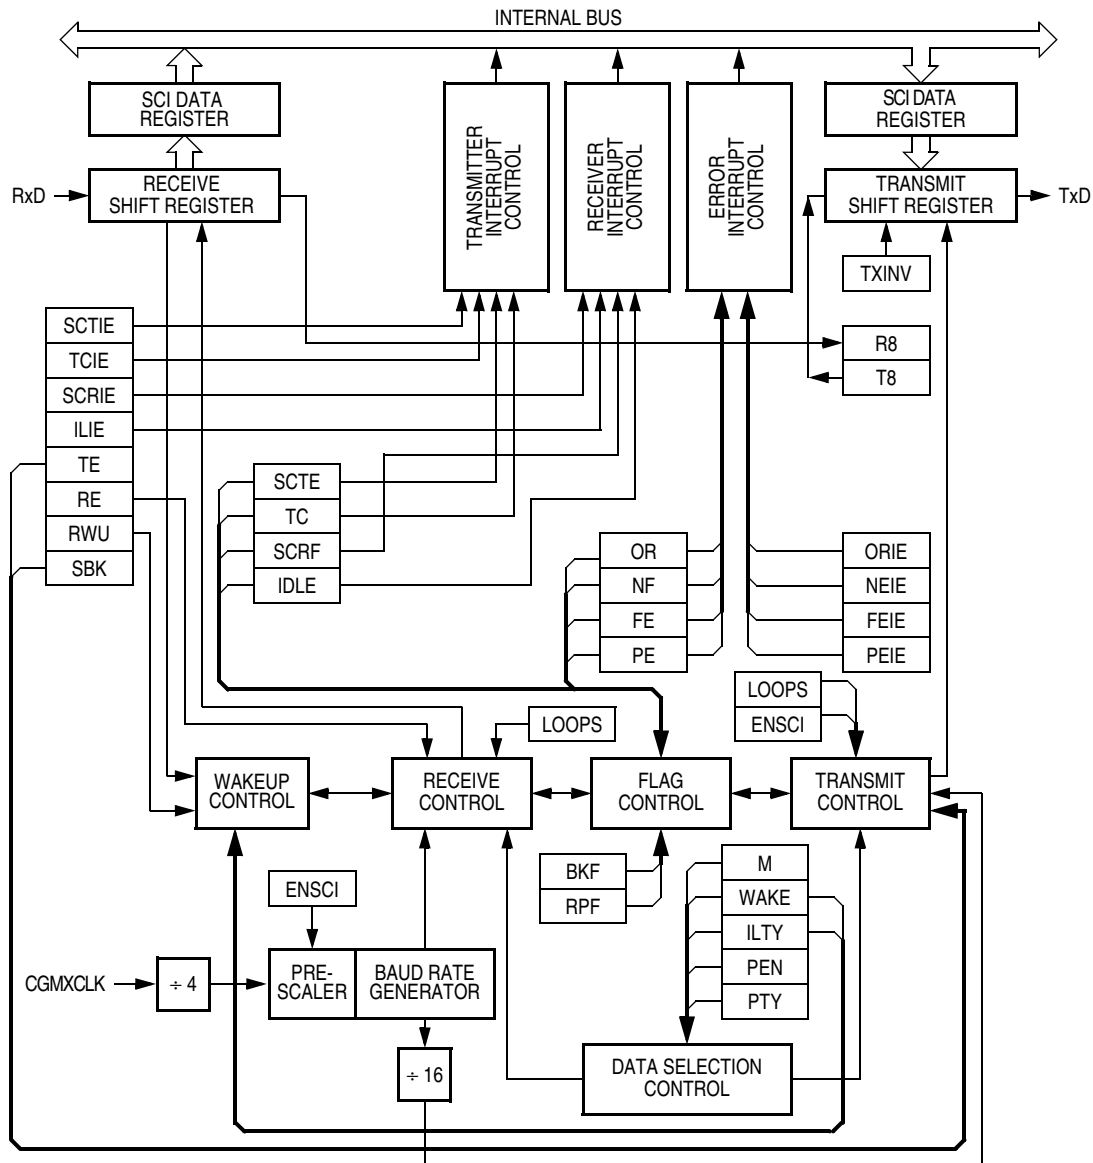 INTERNAL BUS
SCI DATA
REGISTER
SCI DATA
REGISTER
TRANSMITTER
INTERRUPT
CONTROL
RECEIVER
INTERRUPT
CONTROL
ERROR
INTERRUPT
CONTROL
RxD
RECEIVE
SHIFT REGISTER
TRANSMIT
SHIFT REGISTER
TxD
TXINV
SCTIE
TCIE
SCRIE
ILIE
TE
RE
RWU
SBK
R8
T8
SCTE
TC
SCRF
IDLE
OR
NF
FE
PE
ORIE
NEIE
FEIE
PEIE
LOOPS
LOOPS
ENSCI
WAKEUP
CONTROL
RECEIVE
CONTROL
FLAG
CONTROL
TRANSMIT
CONTROL
BKF
RPF
M
WAKE
ILTY
PEN
PTY
ENSCI
CGMXCLK
÷ 4
PRE-
SCALER
BAUD RATE
GENERATOR
÷ 16
DATA SELECTION
CONTROL